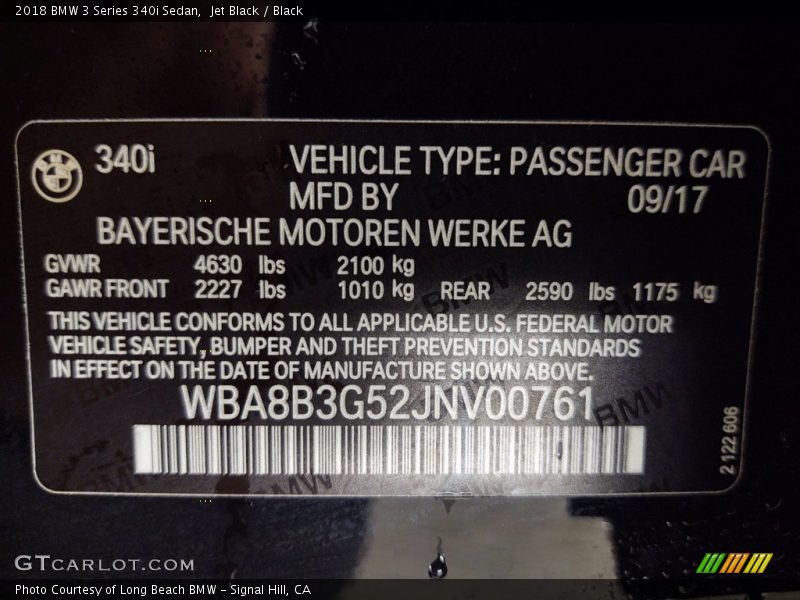 2018 BMW 3 Series 340i Sedan,  Jet Black / Black
340i VEHICLE TYPE: PASSENGER CAR
MFD BY 09/17
BAYERISCHE MOTOREN WERKE AG
GVWR 4630 lbs 2100 kg
GAWR FRONT 2227 lbs 1010 kg REAR 2590 lbs 1175 kg
THIS VEHICLE CONFORMS TO ALL APPLICABLE U.S. FEDERAL MOTOR
VEHICLE SAFETY, BUMPER AND THEFT PREVENTION STANDARDS
IN EFFECT ON THE DATE OF MANUFACTURE SHOWN ABOVE.
WBA8B3G52JNV00761
2 122 606
BMW
GTCARLOT.COM
Photo Courtesy of Long Beach BMW – Signal Hill, CA